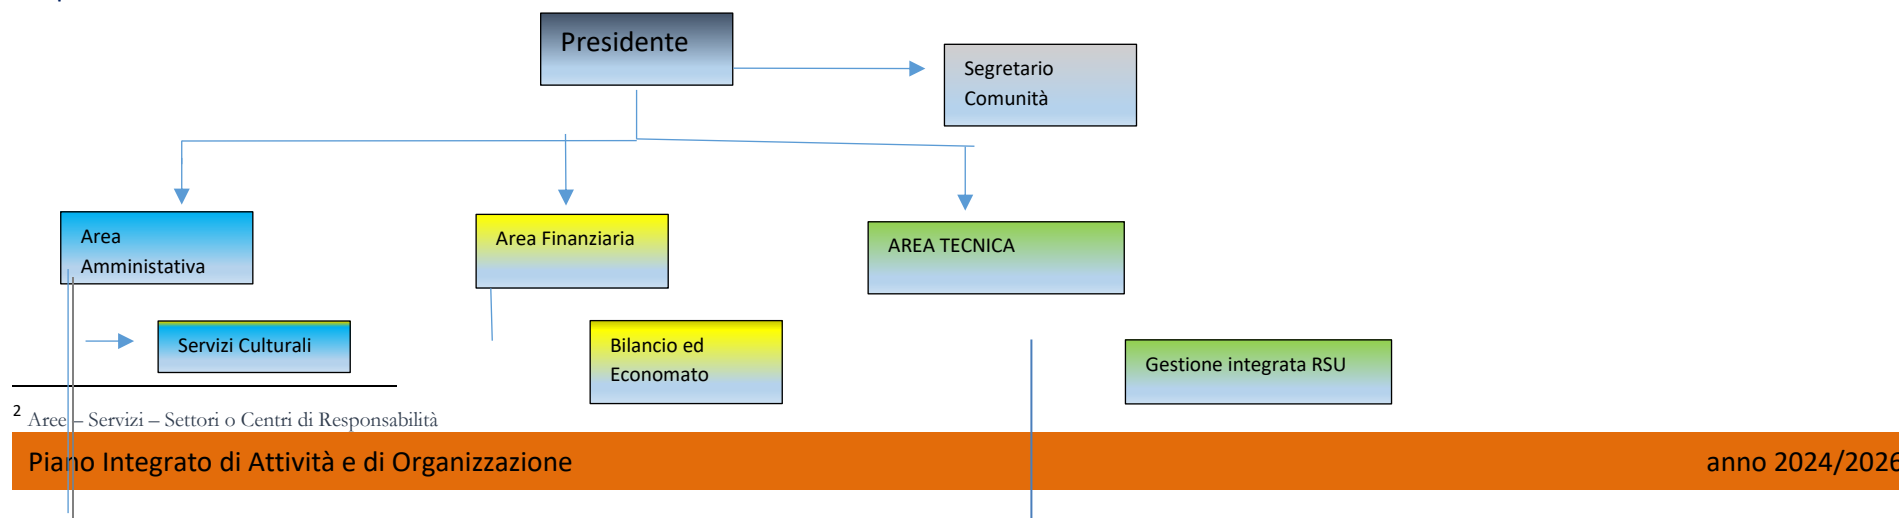 Presidente
Segretario
Comunità
Area
Amministativa
Area Finanziaria
AREA TECNICA
Servizi Culturali
Bilancio ed
Economato
Gestione integrata RSU
2 Aree – Servizi – Settori o Centri di Responsabilità
Piano Integrato di Attività e di Organizzazione anno 2024/2026